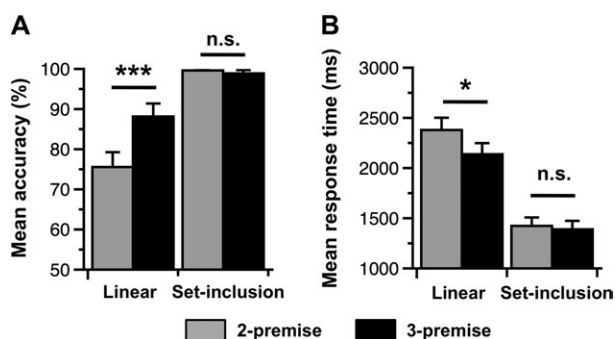 A
Mean accuracy (%)
100
90
80
70
60
50
***
n.s.
Linear Set-inclusion
B
Mean response time (ms)
3000
2500
2000
1500
1000
*
n.s.
Linear Set-inclusion
2-premise 3-premise